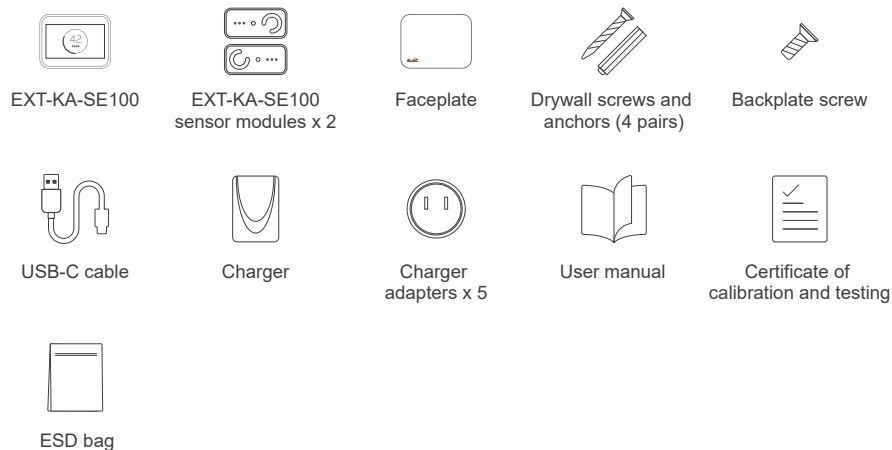 42
EXT-KA-SE100
EXT-KA-SE100
sensor modules x 2
Faceplate
Drywall screws and
anchors (4 pairs)
Backplate screw
USB-C cable
Charger
Charger
adapters x 5
User manual
Certificate of
calibration and testing
ESD bag